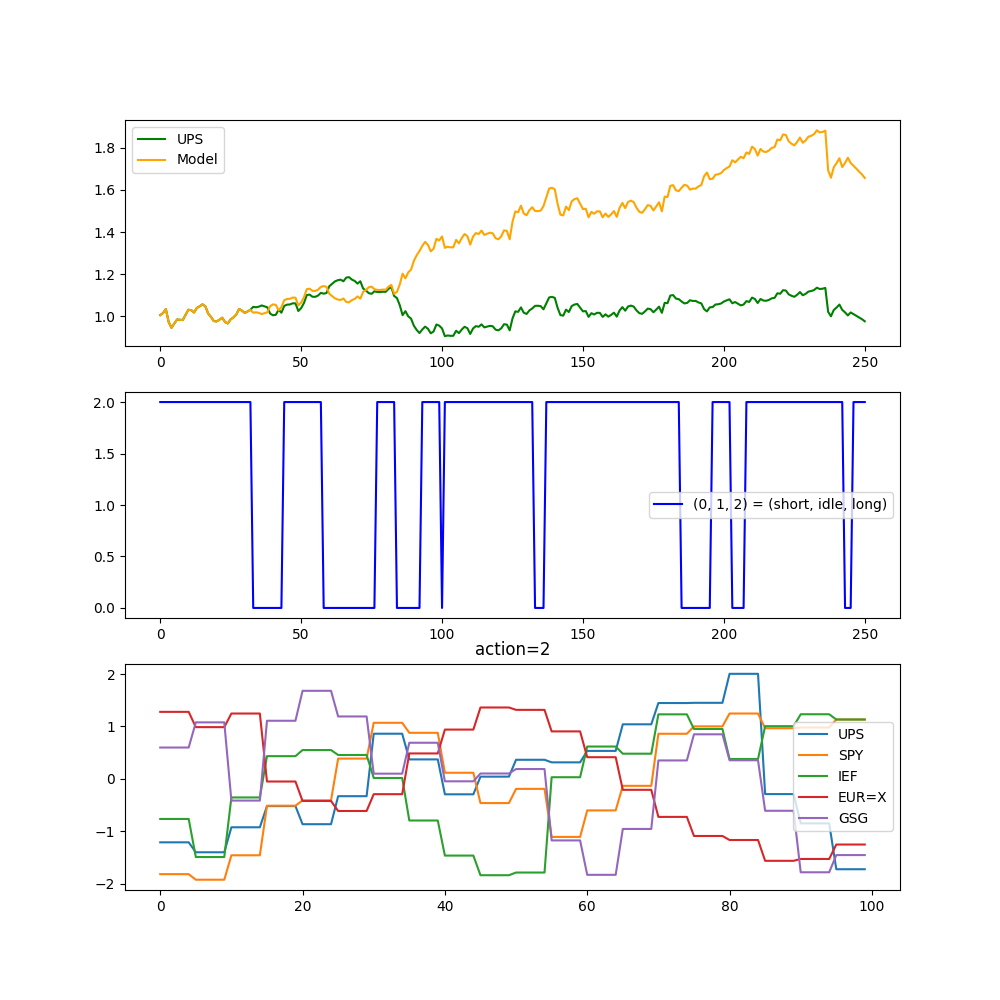 UPS
Model
1.8
1.6
1.4
1.2
1.0
0 50 100 150 200 250
2.0
1.5
1.0
0.5
0.0
(0, 1, 2) = (short, idle, long)
0 50 100 150 200 250
action=2
2
1
0
−1
−2
UPS
SPY
IEF
EUR=X
GSG
0 20 40 60 80 100